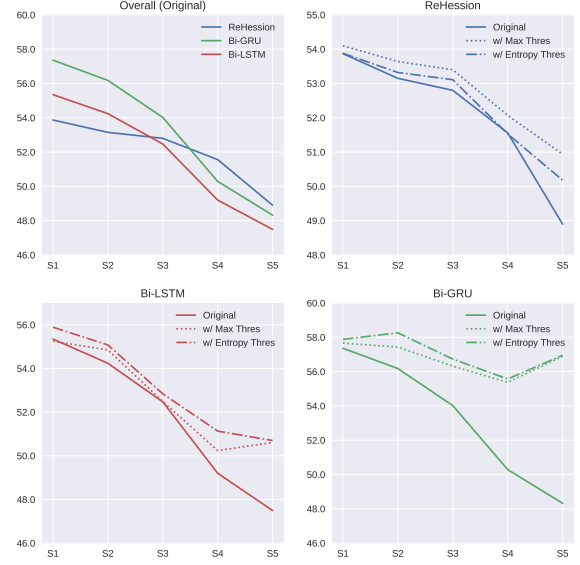 Overall (Original)
60.0
58.0
56.0
54.0
52.0
50.0
48.0
46.0
S1 S2 S3 S4 S5
ReHession
Bi-GRU
Bi-LSTM
ReHession
55.0
54.0
53.0
52.0
51.0
50.0
49.0
48.0
S1 S2 S3 S4 S5
Original
w/ Max Thres
w/ Entropy Thres
Bi-LSTM
56.0
54.0
52.0
50.0
48.0
46.0
S1 S2 S3 S4 S5
Original
w/ Max Thres
w/ Entropy Thres
Bi-GRU
60.0
58.0
56.0
54.0
52.0
50.0
48.0
46.0
S1 S2 S3 S4 S5
Original
w/ Max Thres
w/ Entropy Thres